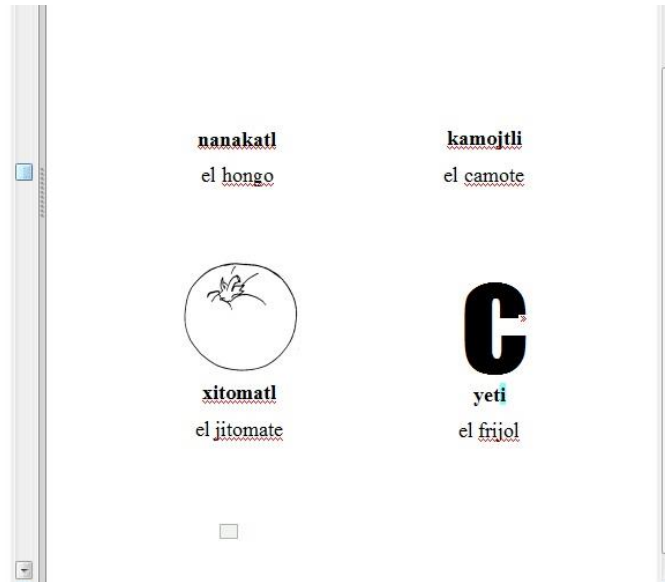 nanakatl kamojtli
el hongo el camote
C
xitomatl yeti
el jitomate el frijol